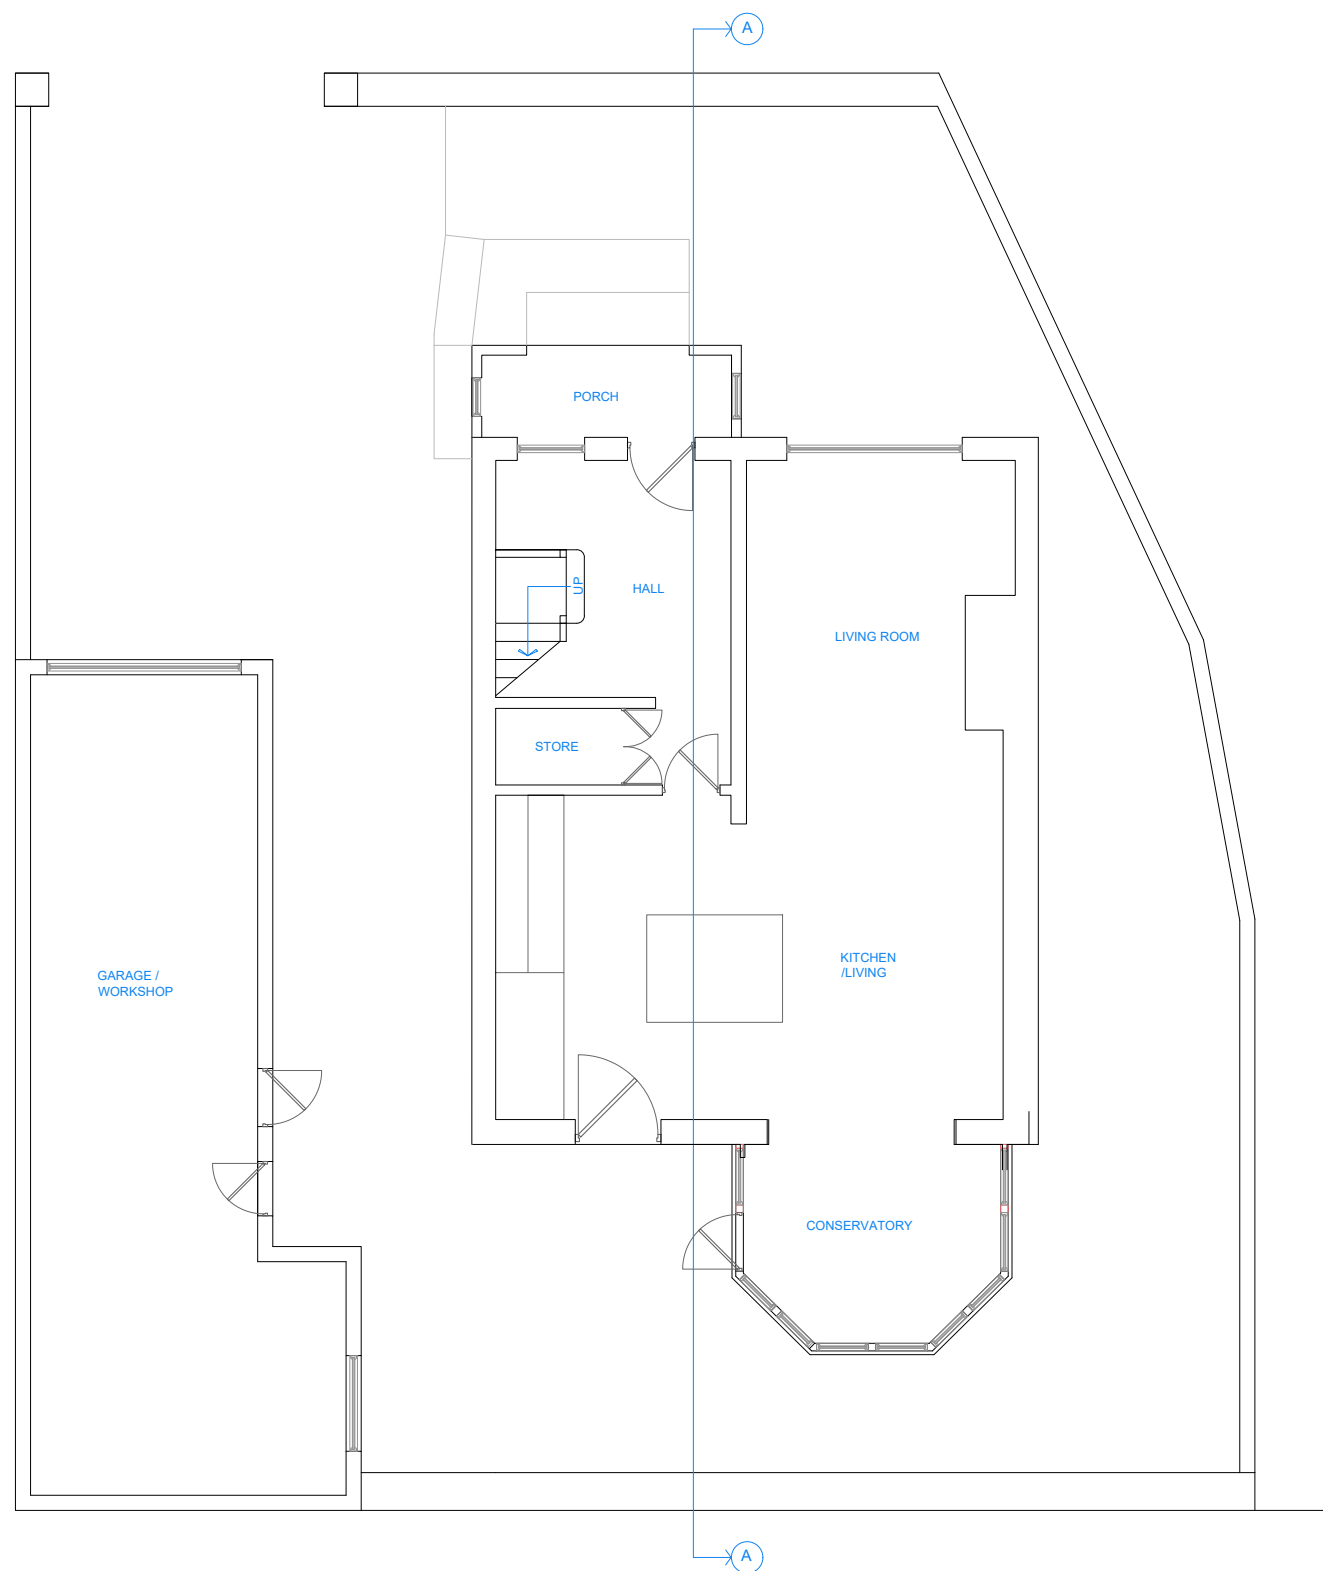 A
PORCH
UP
HALL
LIVING ROOM
STORE
KITCHEN
/LIVING
GARAGE /
WORKSHOP
CONSERVATORY
A